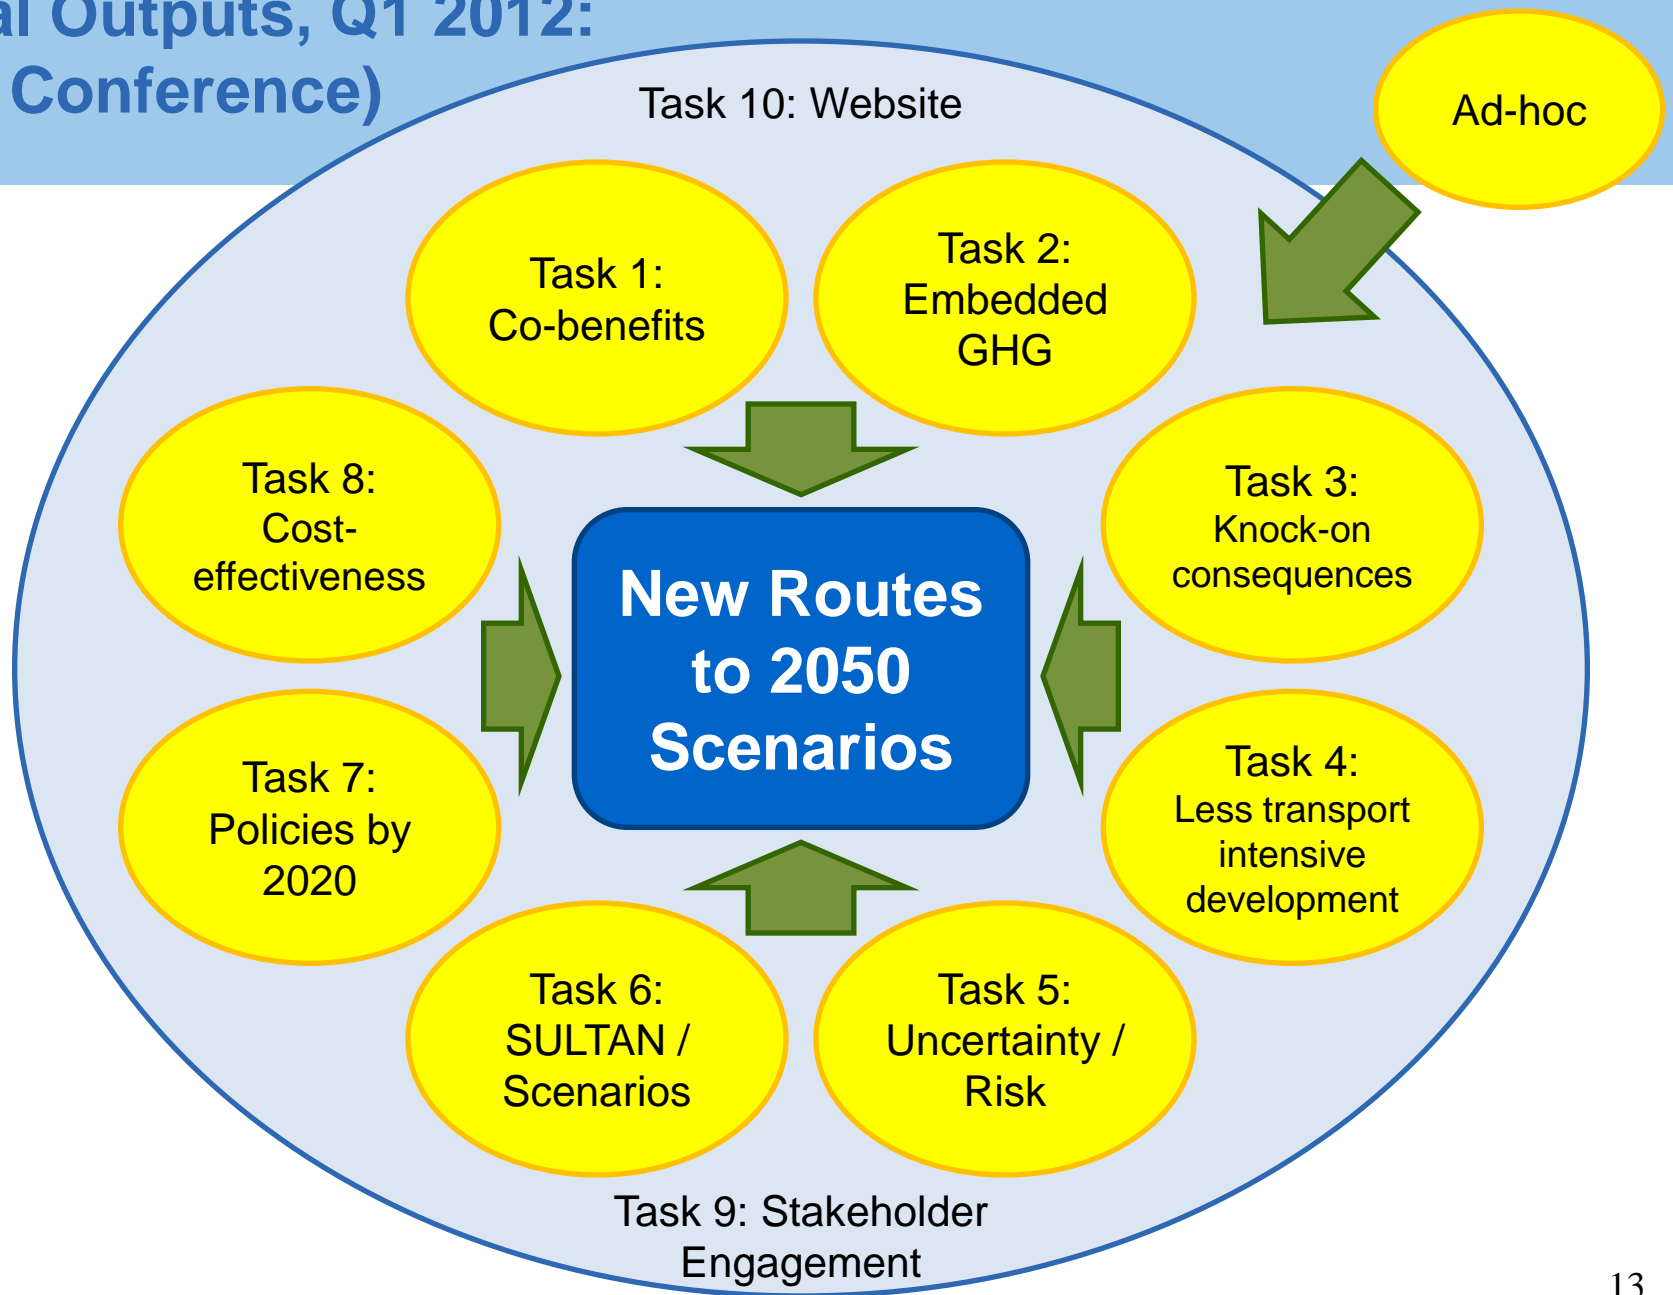 Outputs, Q1 2012:
Conference)
Task 10: Website
Ad-hoc
Task 1:
Co-benefits
Task 2:
Embedded
GHG
Task 8:
Cost-
effectiveness
Task 3:
Knock-on
consequences
New Routes
to 2050
Scenarios
Task 7:
Policies by
2020
Task 4:
Less transport
intensive
development
Task 6:
SULTAN /
Scenarios
Task 5:
Uncertainty /
Risk
Task 9: Stakeholder
Engagement
13